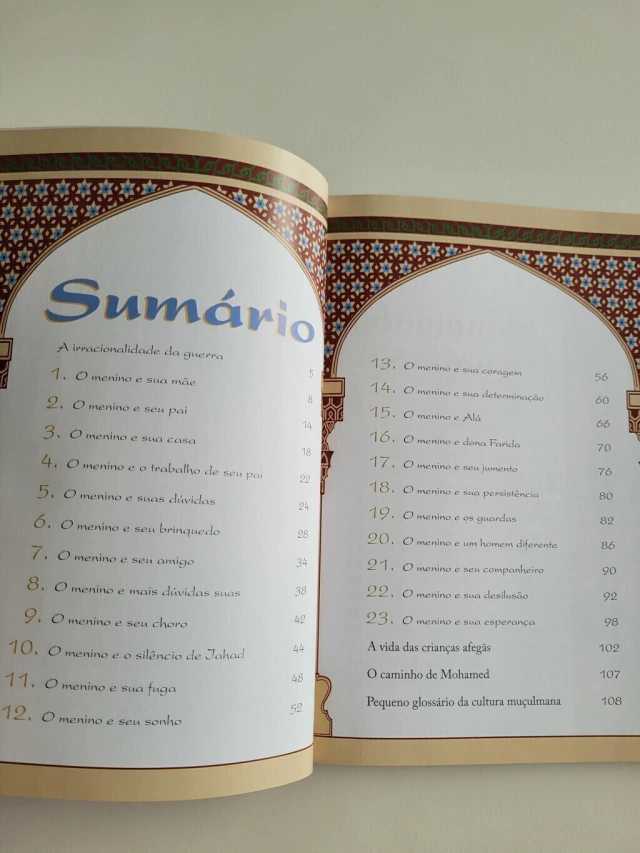 Sumário
A irracionalidade da guerra 5
1. O menino e sua mãe 8
2. O menino e seu pai 14
3. O menino e sua casa 18
4. O menino e o trabalho de seu pai 22
5. O menino e suas dúvidas 24
6. O menino e seu brinquedo 28
7. O menino e seu amigo 34
8. O menino e mais dúvidas suas 38
9. O menino e seu choro 42
10. O menino e o silêncio de Jahad 44
11. O menino e sua fuga 48
12. O menino e seu sonho 52
13. O menino e sua coragem 56
14. O menino e sua determinação 60
15. O menino e Alá 66
16. O menino e dona Farida 70
17. O menino e seu jumento 76
18. O menino e sua persistência 80
19. O menino e os guardas 82
20. O menino e um homem diferente 86
21. O menino e seu companheiro 90
22. O menino e sua desilusão 92
23. O menino e sua esperança 98
A vida das crianças afegãs 102
O caminho de Mohamed 107
Pequeno glossário da cultura muçulmana 108